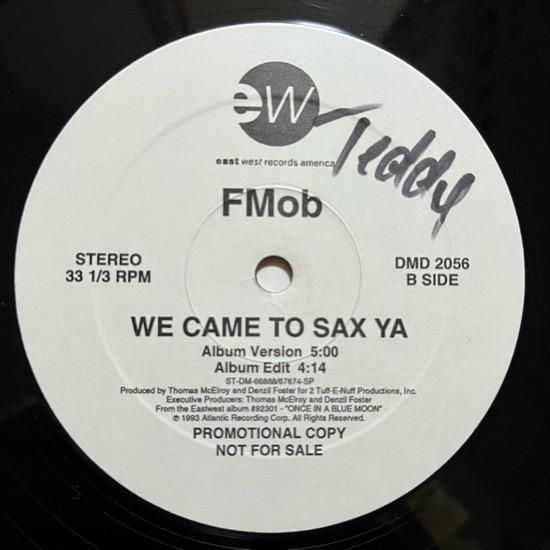 ew
east west records america
Teddy
FMob
STEREO
33 1/3 RPM
DMD 2056
B SIDE
WE CAME TO SAX YA
Album Version 5:00
Album Edit 4:14
ST-DM-66888/67674-SP
Produced by Thomas McElroy and Denzil Foster for 2 Tuff-E-Nuff Productions, Inc.
Executive Producers: Thomas McElroy and Denzil Foster
From the Eastwest album #92301 - "ONCE IN A BLUE MOON"
℗ 1993 Atlantic Recording Corp. All Rights Reserved.
PROMOTIONAL COPY
NOT FOR SALE